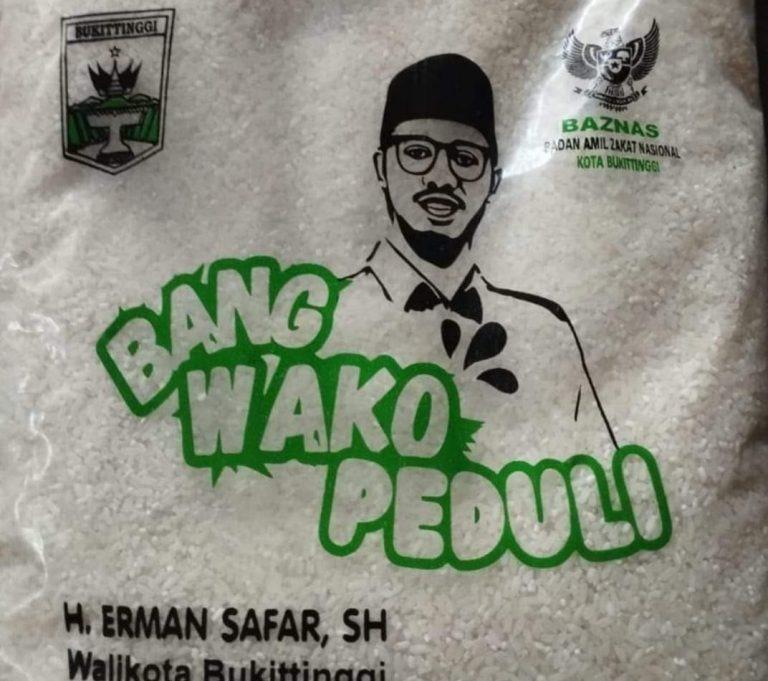 BUKITTINGGI
BAZNAS
BADAN AMIL ZAKAT NASIONAL
KOTA BUKITTINGGI
BANG
WAKO
PEDULI
H. ERMAN SAFAR, SH
Walikota Bukittinggi